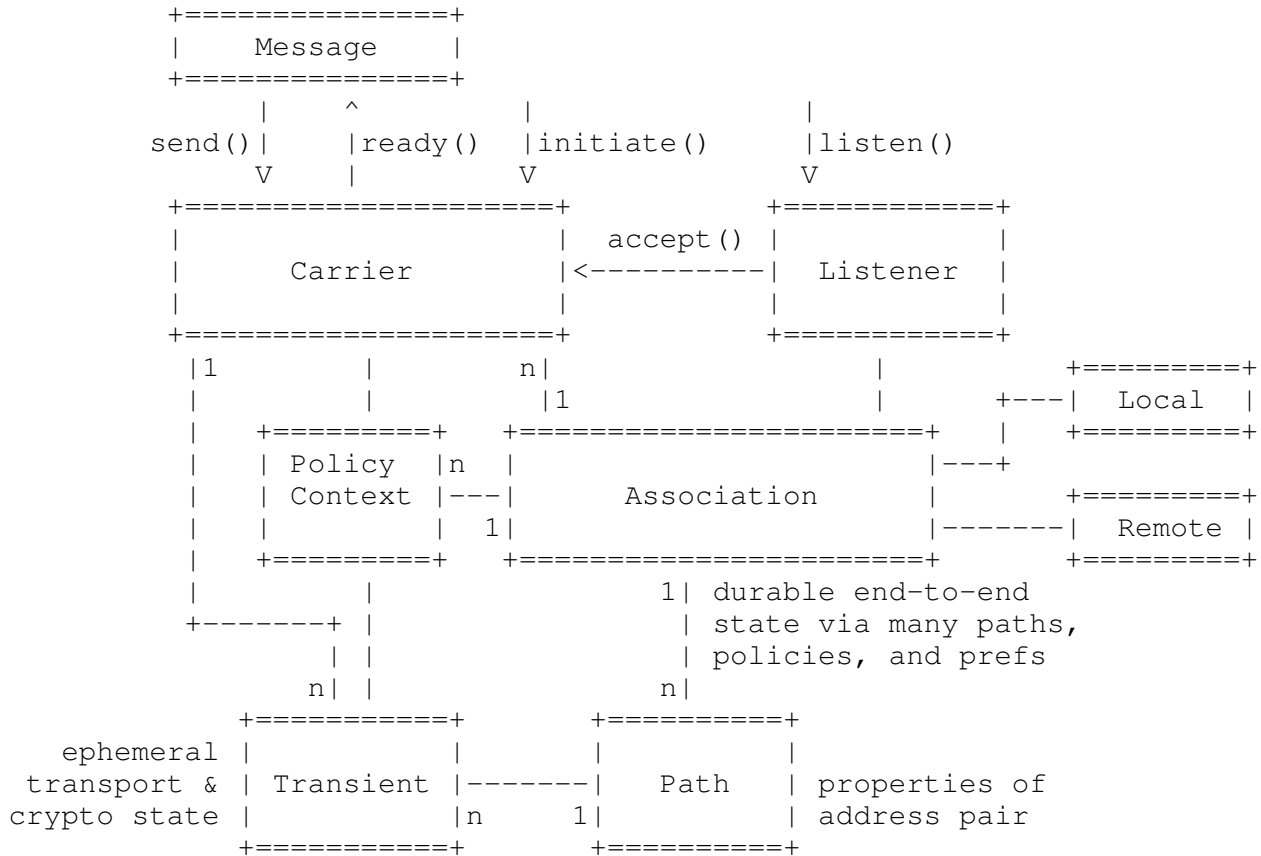 Message
send() ready() initiate() listen()
accept()
Carrier Listener
1 n
1 Local
Policy n
Context Association
1 Remote
1 durable end-to-end
state via many paths,
policies, and prefs
n n
ephemeral
transport & Transient Path properties of
crypto state n 1 address pair